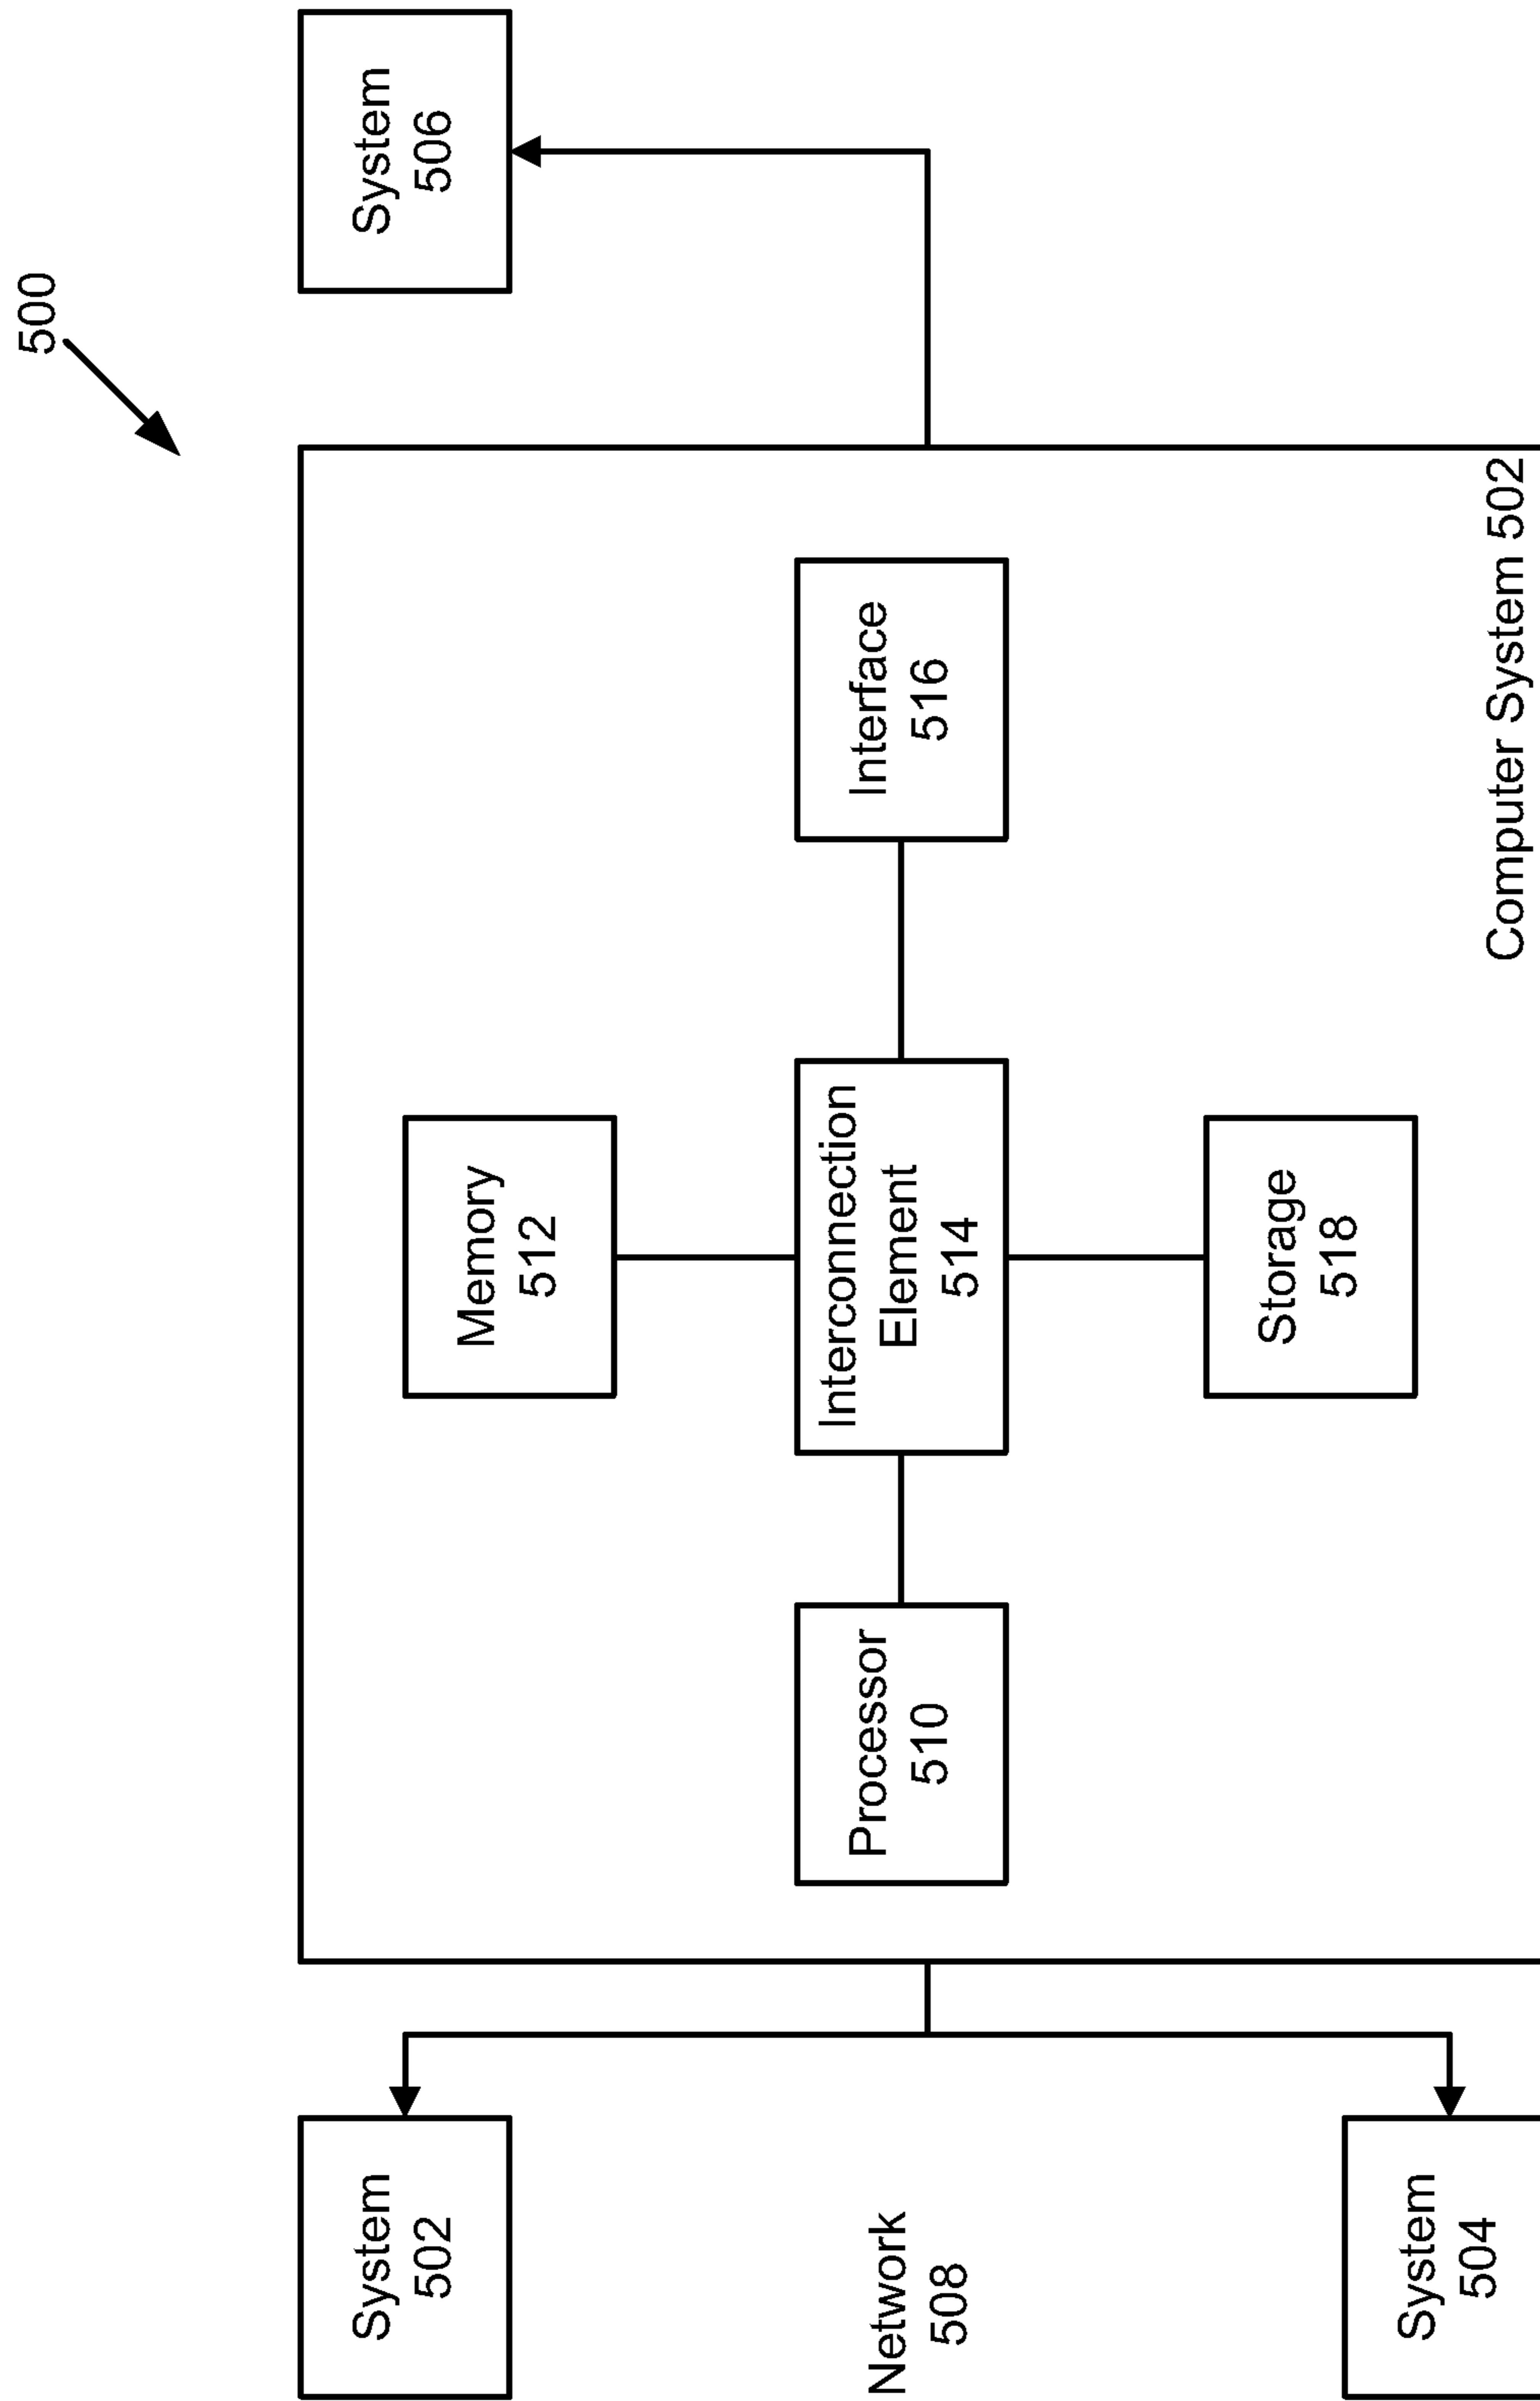 500
System
502
System
506
Memory
512
Network
508
Processor
510
Interconnection
Element
514
Interface
516
Storage
518
System
504
Computer System 502